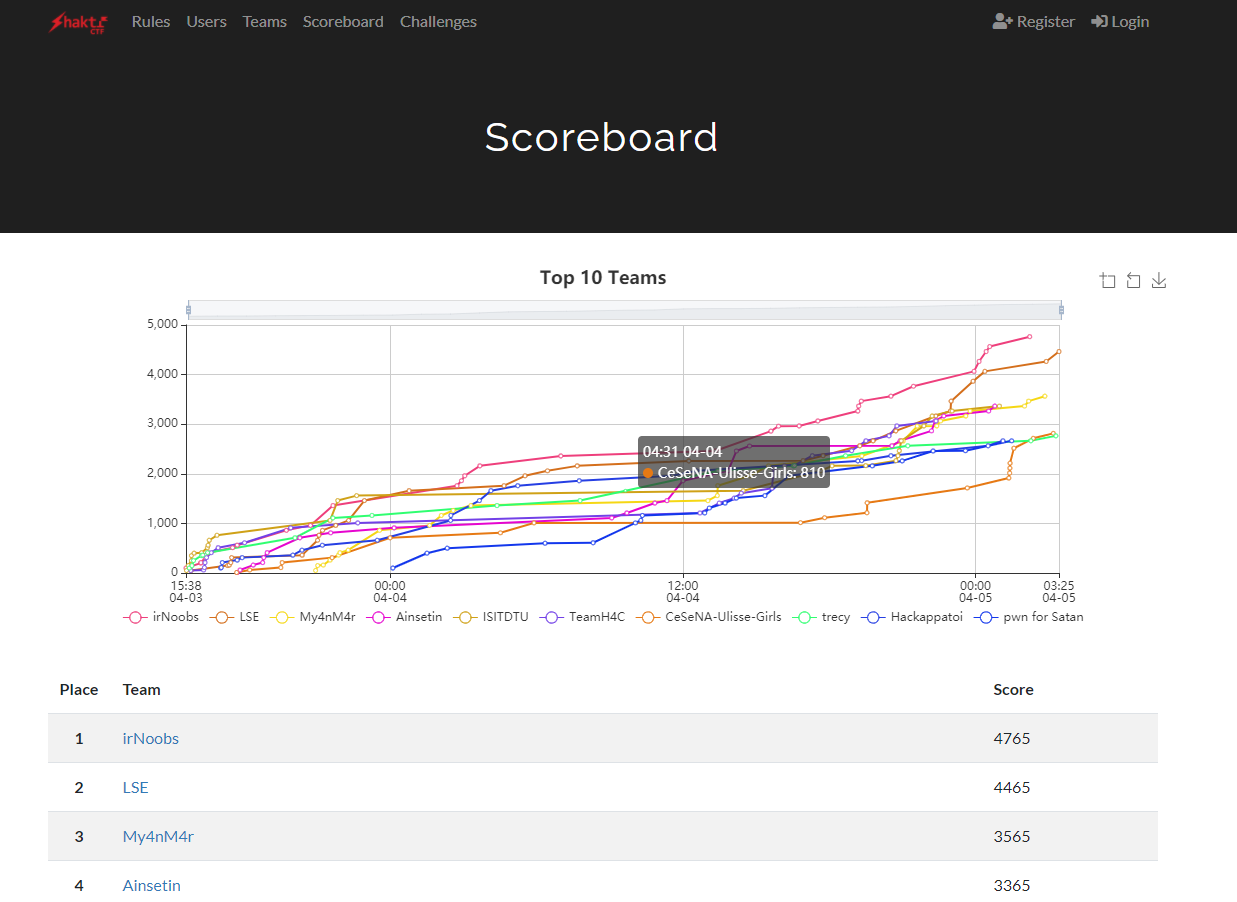 Shakti CTF Rules Users Teams Scoreboard Challenges Register Login
Scoreboard
Top 10 Teams
5,000
4,000
3,000
2,000
1,000
0
04:31 04-04
CeSeNA-Ulisse-Girls: 810
15:38 00:00 12:00 00:00 03:25
04-03 04-04 04-04 04-05 04-05
irNoobs LSE My4nM4r Ainsetin ISITDTU TeamH4C CeSeNA-Ulisse-Girls trecy Hackappatoi pwn for Satan
Place Team Score
1 irNoobs 4765
2 LSE 4465
3 My4nM4r 3565
4 Ainsetin 3365